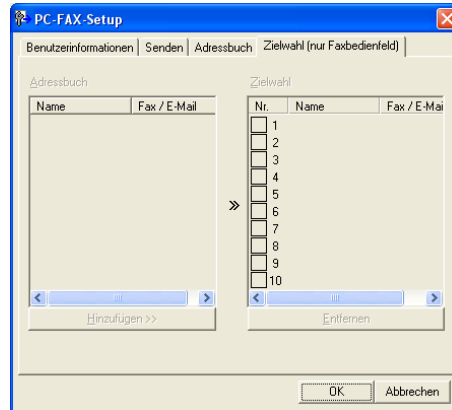 PC-FAX-Setup
Benutzerinformationen Senden Adressbuch Zielwahl (nur Faxbedienfeld)
Adressbuch Zielwahl
Name Fax / E-Mail Nr. Name Fax / E-Mai
1
2
3
4
5
6
7
8
9
10
Hinzufügen >> Entfernen
OK Abbrechen